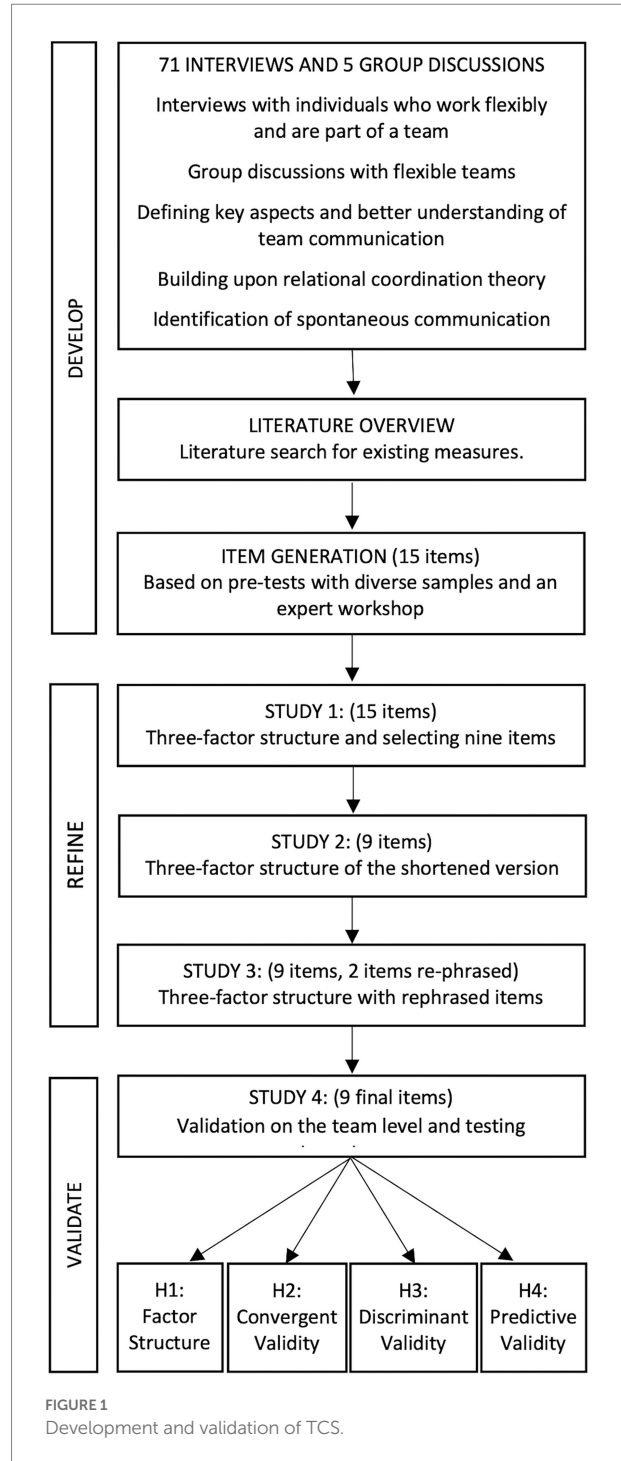 71 INTERVIEWS AND 5 GROUP DISCUSSIONS
Interviews with individuals who work flexibly
and are part of a team
Group discussions with flexible teams
Defining key aspects and better understanding of
team communication
Building upon relational coordination theory
Identification of spontaneous communication
DEVELOP
LITERATURE OVERVIEW
Literature search for existing measures.
ITEM GENERATION (15 items)
Based on pre-tests with diverse samples and an
expert workshop
STUDY 1: (15 items)
Three-factor structure and selecting nine items
REFINE
STUDY 2: (9 items)
Three-factor structure of the shortened version
STUDY 3: (9 items, 2 items re-phrased)
Three-factor structure with rephrased items
VALIDATE
STUDY 4: (9 final items)
Validation on the team level and testing
H1:
Factor
Structure
H2:
Convergent
Validity
H3:
Discriminant
Validity
H4:
Predictive
Validity
FIGURE 1
Development and validation of TCS.